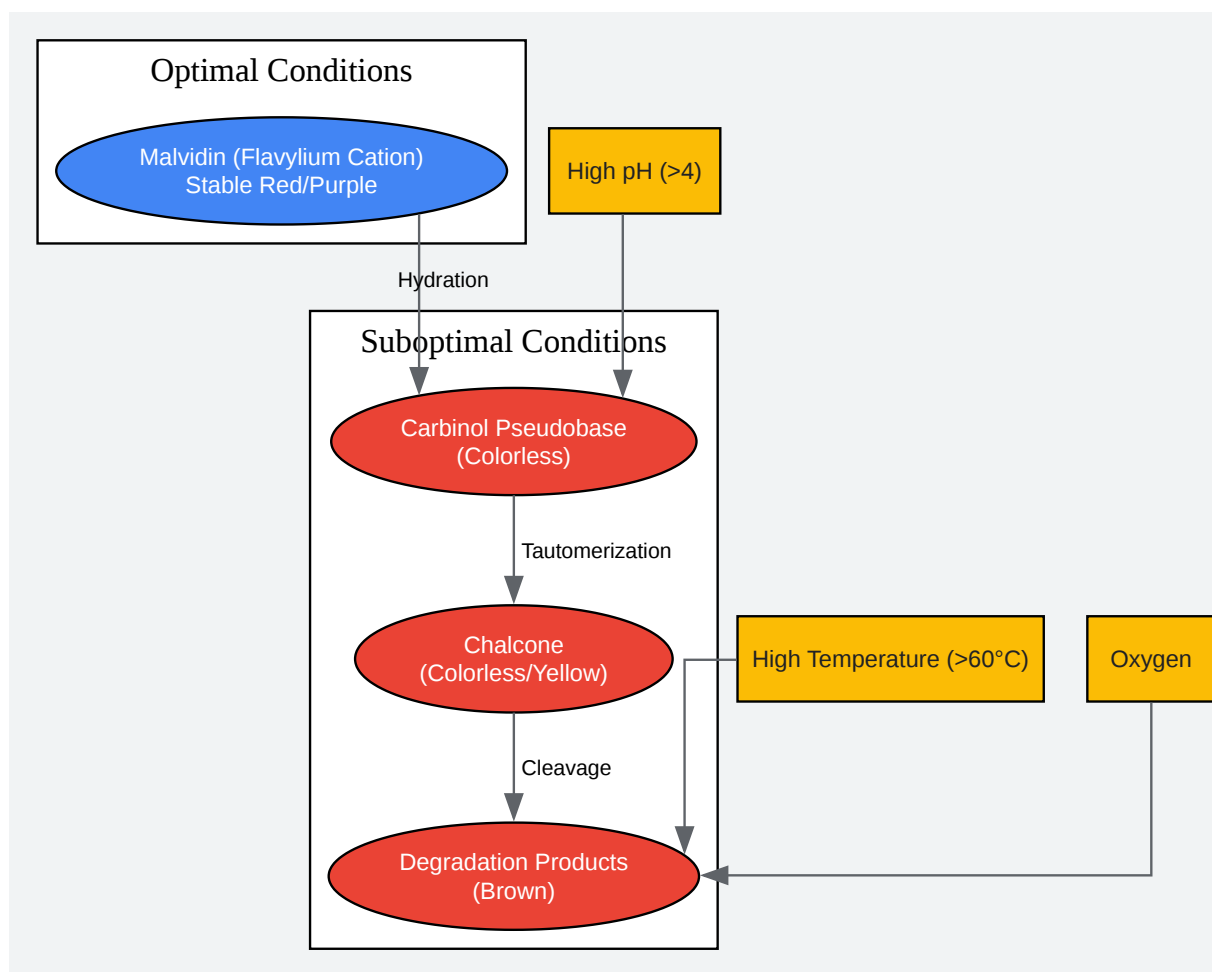 Optimal Conditions
Malvidin (Flavylium Cation)
Stable Red/Purple
High pH (>4)
Hydration
Suboptimal Conditions
Carbinol Pseudobase
(Colorless)
Tautomerization
Chalcone
(Colorless/Yellow)
High Temperature (>60°C)
Oxygen
Cleavage
Degradation Products
(Brown)